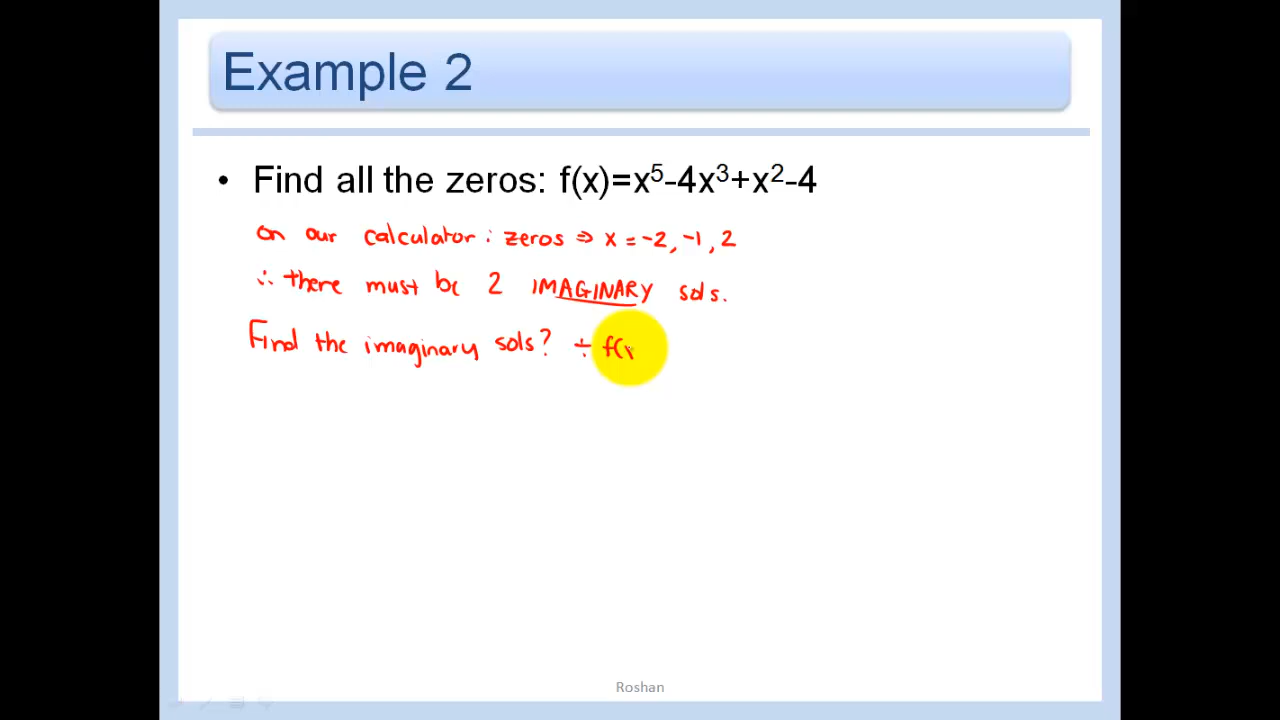 Example 2
• Find all the zeros: f(x)=x⁵-4x³+x²-4
on our calculator: zeros ⇒ x = -2, -1, 2
∴ there must be 2 IMAGINARY sols.
Find the imaginary sols? ÷ f(
Roshan